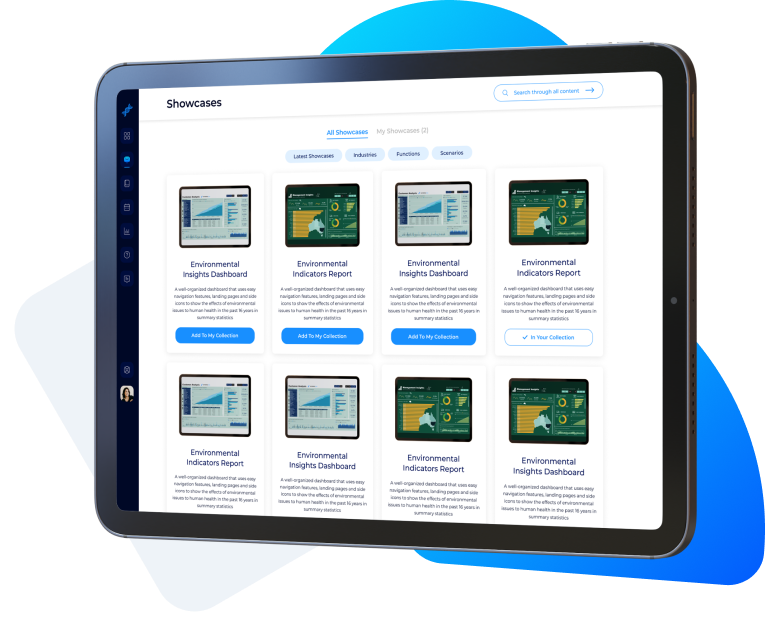 Showcases
Search through all content
All Showcases My Showcases (2)
Latest Showcases Industries Functions Scenarios
Environmental
Insights Dashboard
A well-organized dashboard that uses easy
navigation features, landing pages and side
icons to show the effects of environmental
issues to human health in the past 16 years in
summary statistics
Add To My Collection
Management Insights
Environmental
Indicators Report
A well-organized dashboard that uses easy
navigation features, landing pages and side
icons to show the effects of environmental
issues to human health in the past 16 years in
summary statistics
Add To My Collection
Environmental
Insights Dashboard
A well-organized dashboard that uses easy
navigation features, landing pages and side
icons to show the effects of environmental
issues to human health in the past 16 years in
summary statistics
Add To My Collection
Management Insights
Environmental
Indicators Report
A well-organized dashboard that uses easy
navigation features, landing pages and side
icons to show the effects of environmental
issues to human health in the past 16 years in
summary statistics
In Your Collection
Environmental
Indicators Report
A well-organized dashboard that uses easy
navigation features, landing pages and side
icons to show the effects of environmental
issues to human health in the past 16 years in
summary statistics
Environmental
Insights Dashboard
A well-organized dashboard that uses easy
navigation features, landing pages and side
icons to show the effects of environmental
issues to human health in the past 16 years in
summary statistics
Management Insights
Environmental
Indicators Report
A well-organized dashboard that uses easy
navigation features, landing pages and side
icons to show the effects of environmental
issues to human health in the past 16 years in
summary statistics
Management Insights
Environmental
Insights Dashboard
A well-organized dashboard that uses easy
navigation features, landing pages and side
icons to show the effects of environmental
issues to human health in the past 16 years in
summary statistics